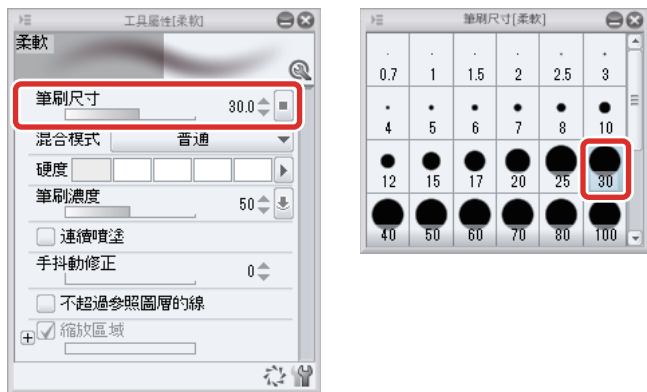 工具屬性[柔軟]
柔軟
筆刷尺寸 30.0
混合模式 普通
硬度
筆刷濃度 50
連續噴塗
手抖動修正 0
不超過參照圖層的線
縮放區域
筆刷尺寸[柔軟]
0.7 1 1.5 2 2.5 3
4 5 6 7 8 10
12 15 17 20 25 30
40 50 60 70 80 100